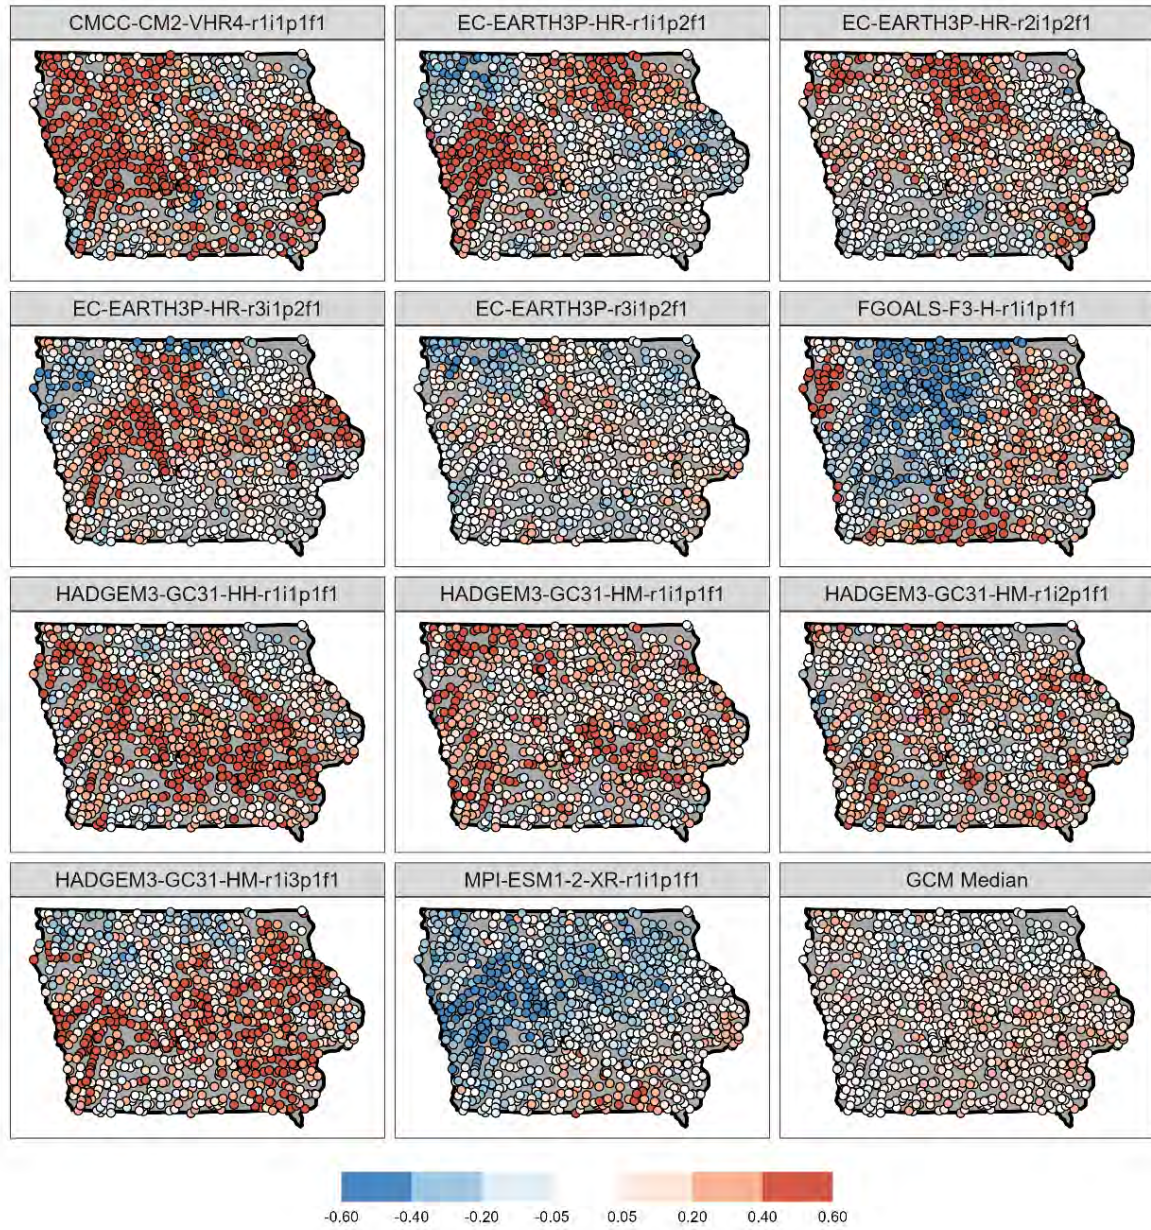 CMCC-CM2-VHR4-r1i1p1f1
EC-EARTH3P-HR-r1i1p2f1
EC-EARTH3P-HR-r2i1p2f1
EC-EARTH3P-HR-r3i1p2f1
EC-EARTH3P-r3i1p2f1
FGOALS-F3-H-r1i1p1f1
HADGEM3-GC31-HH-r1i1p1f1
HADGEM3-GC31-HM-r1i1p1f1
HADGEM3-GC31-HM-r1i2p1f1
HADGEM3-GC31-HM-r1i3p1f1
MPI-ESM1-2-XR-r1i1p1f1
GCM Median
-0.60 -0.40 -0.20 -0.05 0.05 0.20 0.40 0.60